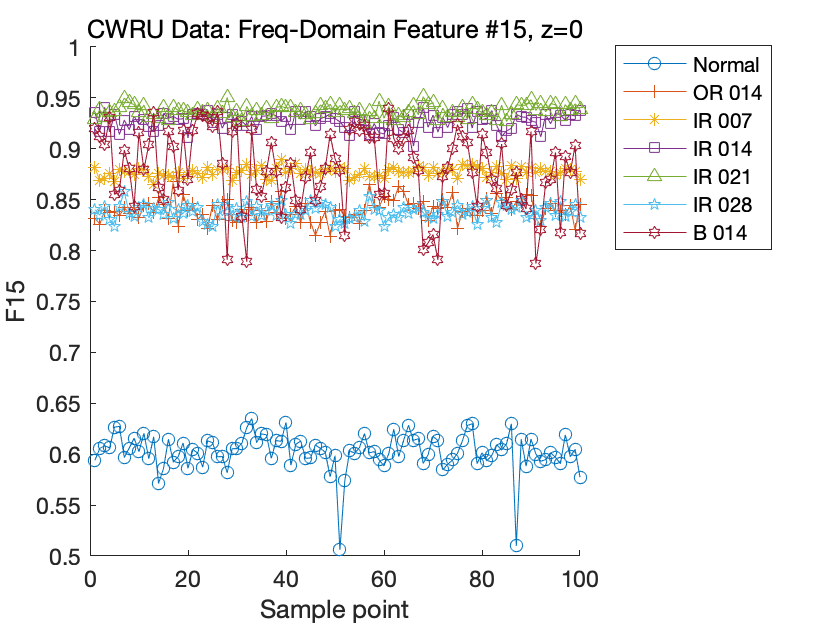 CWRU Data: Freq-Domain Feature #15, z=0
1
0.95
0.9
0.85
0.8
0.75
0.7
0.65
0.6
0.55
0.5
F15
0 20 40 60 80 100
Sample point
Normal
OR 014
IR 007
IR 014
IR 021
IR 028
B 014